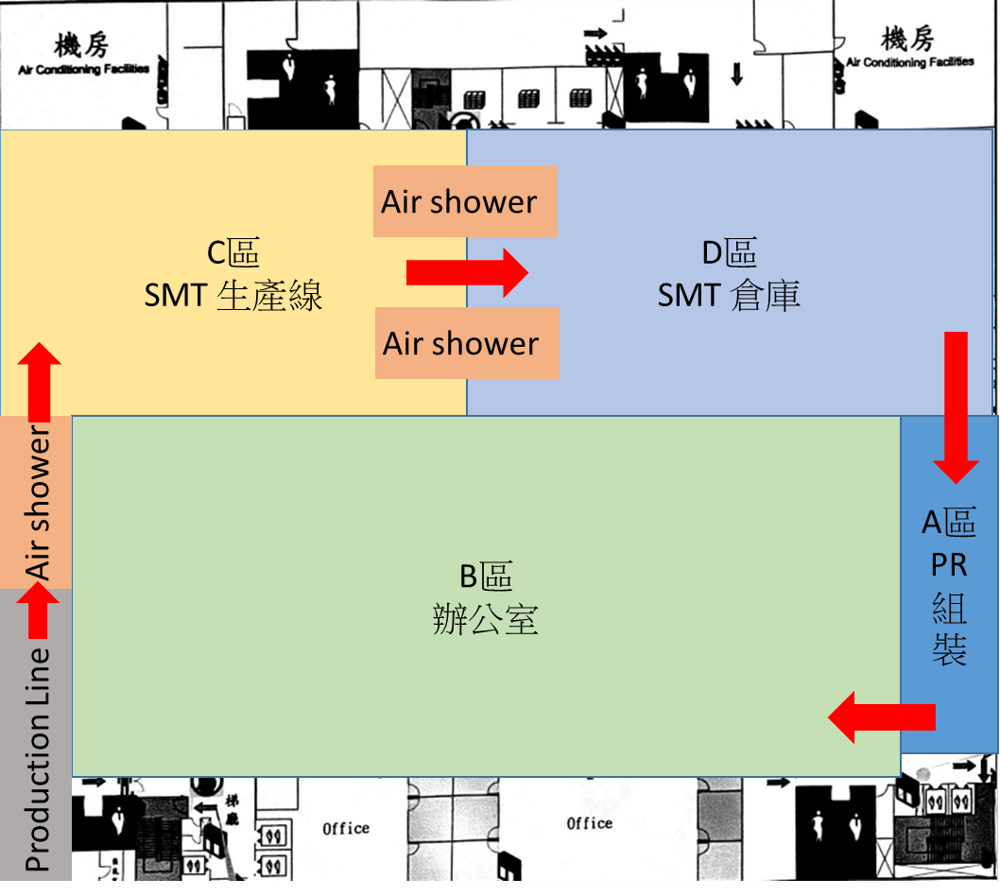 機房
Air Conditioning Facilities
機房
Air Conditioning Facilities
Air shower
C區
SMT 生產線
D區
SMT 倉庫
Air shower
Air shower
A區
PR
組
裝
B區
辦公室
Production Line
梯廳
Office
Office